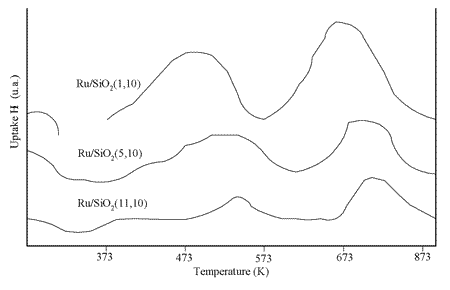 Uptake H (u.a.)
Ru/SiO₂(1,10)
Ru/SiO₂(5,10)
Ru/SiO₂(11,10)
373 473 573 673 873
Temperature (K)